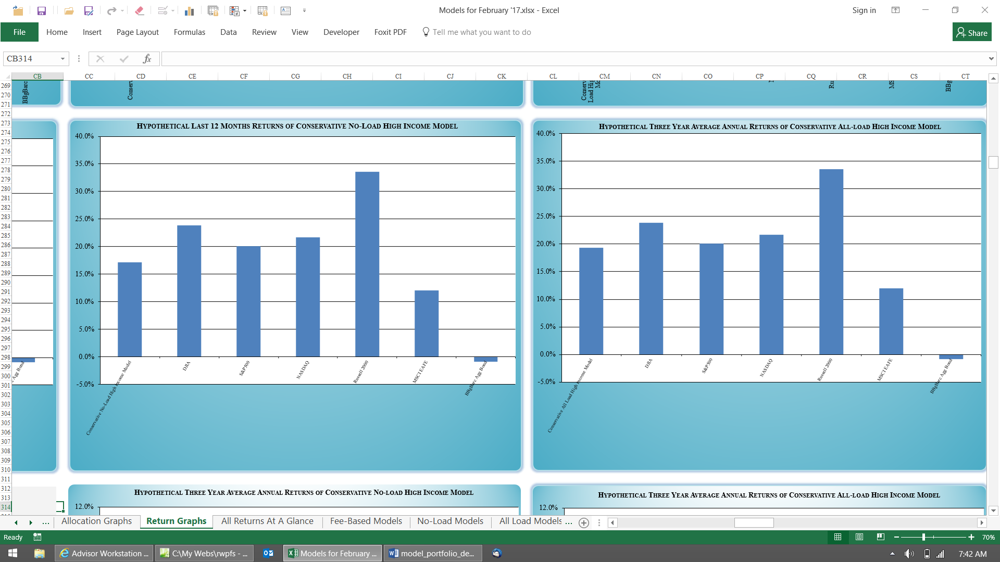 Models for February '17.xlsx - Excel
Sign in
File Home Insert Page Layout Formulas Data Review View Developer Foxit PDF Tell me what you want to do Share
CB314 fx
CB CC CD CE CF CG CH CI CJ CK CL CM CN CO CP CQ CR CS CT
269
270
271
272
273
274
275
276
277
278
279
280
281
282
283
284
285
286
287
288
289
290
291
292
293
294
295
296
297
298
299
300
301
302
303
304
305
306
307
308
309
310
311
312
313
314
BBgBarc
Conserv
Conserv
Load Hi
Ru
MS
BBg
Agg Bond
HYPOTHETICAL LAST 12 MONTHS RETURNS OF CONSERVATIVE NO-LOAD HIGH INCOME MODEL
40.0%
35.0%
30.0%
25.0%
20.0%
15.0%
10.0%
5.0%
0.0%
-5.0%
Conservative No-Load High Income Model
DJIA
S&P500
NASDAQ
Russell 2000
MSCI EAFE
BBgBarc Agg Bond
HYPOTHETICAL THREE YEAR AVERAGE ANNUAL RETURNS OF CONSERVATIVE ALL-LOAD HIGH INCOME MODEL
40.0%
35.0%
30.0%
25.0%
20.0%
15.0%
10.0%
5.0%
0.0%
-5.0%
Conservative All Load High Income Model
DJIA
S&P500
NASDAQ
Russell 2000
MSCI EAFE
BBgBarc Agg Bond
HYPOTHETICAL THREE YEAR AVERAGE ANNUAL RETURNS OF CONSERVATIVE NO-LOAD HIGH INCOME MODEL
12.0%
HYPOTHETICAL THREE YEAR AVERAGE ANNUAL RETURNS OF CONSERVATIVE ALL-LOAD HIGH INCOME MODEL
12.0%
... Allocation Graphs Return Graphs All Returns At A Glance Fee-Based Models No-Load Models All Load Models ...
Ready 70%
Advisor Workstation ... C:\My Webs\rwpfs - ... Models for February ... model_portfolio_de... 7:42 AM